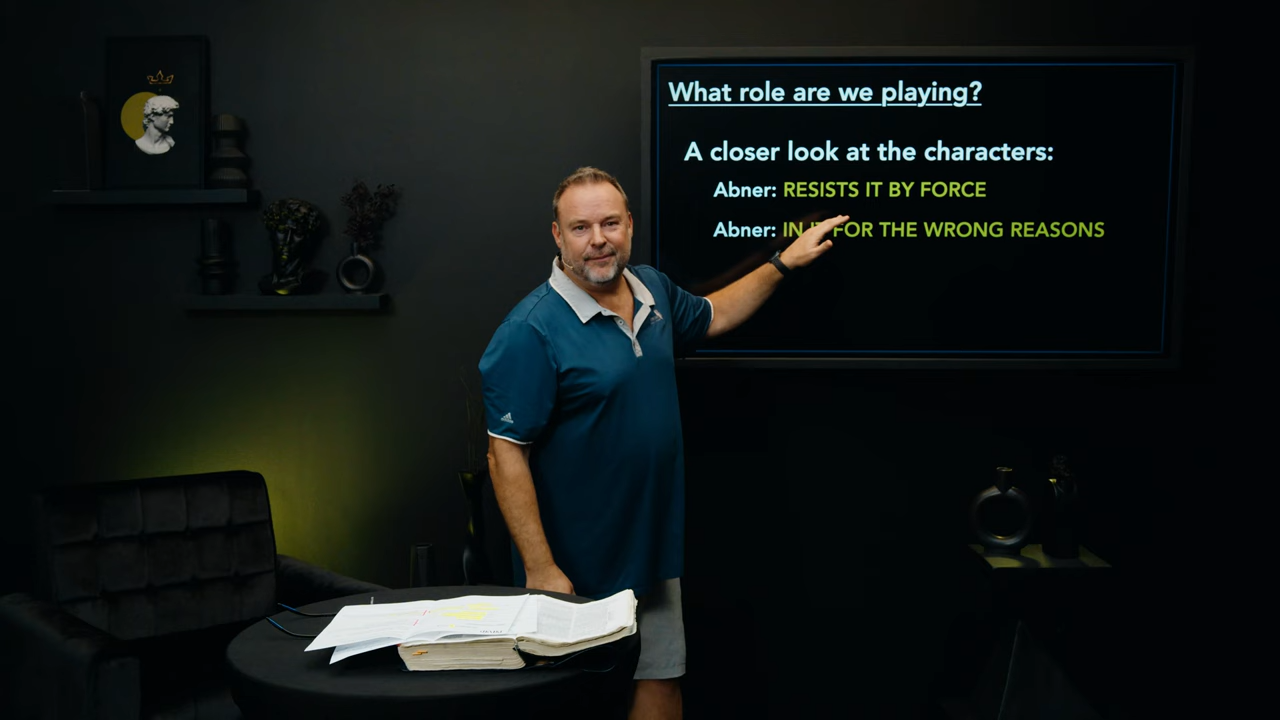 What role are we playing?
A closer look at the characters:
Abner: RESISTS IT BY FORCE
Abner: IN IT FOR THE WRONG REASONS